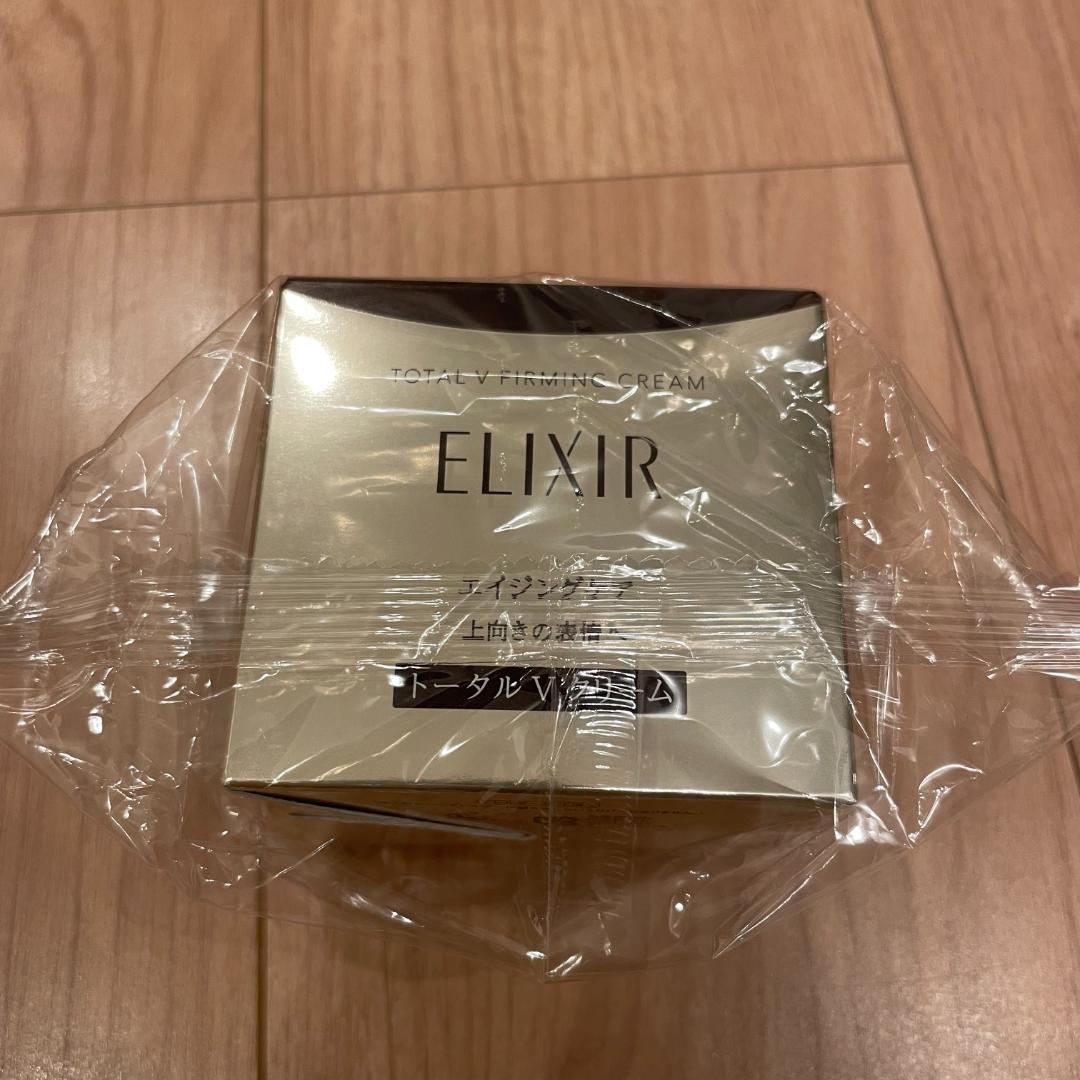 TOTAL V FIRMING CREAM
ELIXIR
エイジングケア
上向きの表情へ
トータル V クリーム